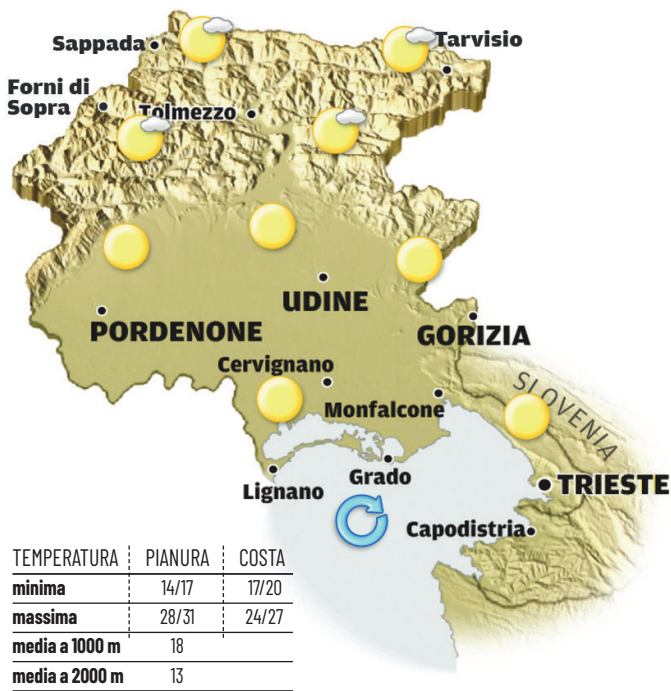 Sappada
Tarvisio
Forni di
Sopra
Tolmezzo
UDINE
PORDENONE
GORIZIA
Cervignano
SLOVENIA
Monfalcone
Grado
TRIESTE
Lignano
Capodistria
TEMPERATURA PIANURA COSTA
minima 14/17 17/20
massima 28/31 24/27
media a 1000 m 18
media a 2000 m 13